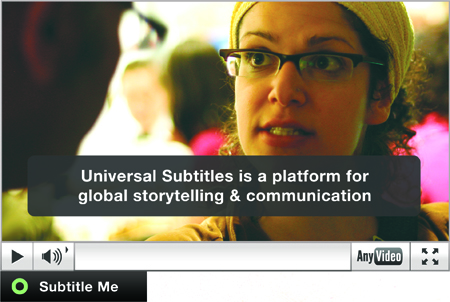 Universal Subtitles is a platform for
global storytelling & communication
AnyVideo
Subtitle Me